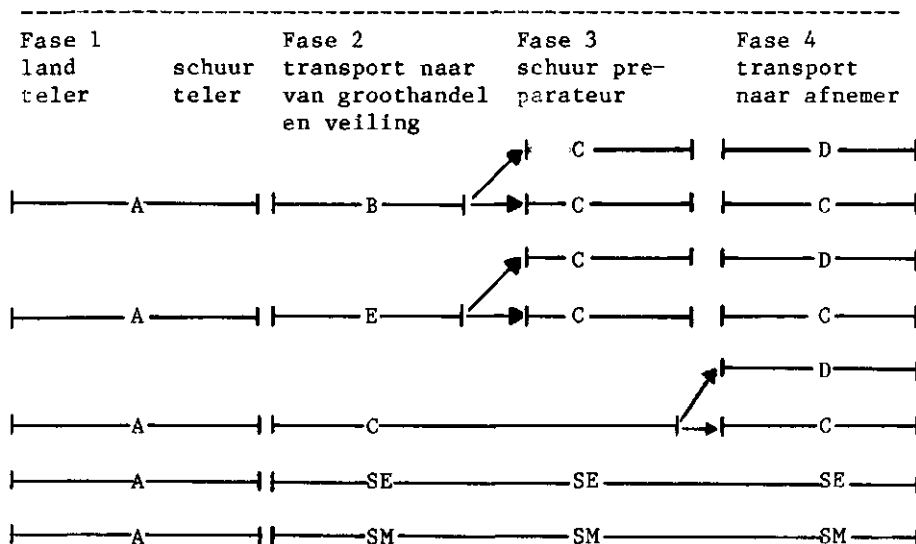 Fase 1 Fase 2 Fase 3 Fase 4
land schuur transport naar schuur pre- transport
teler teler van groothandel parateur naar afnemer
en veiling
C D
A B C C
C D
A E C C
D
A C C
A SE SE SE
A SM SM SM